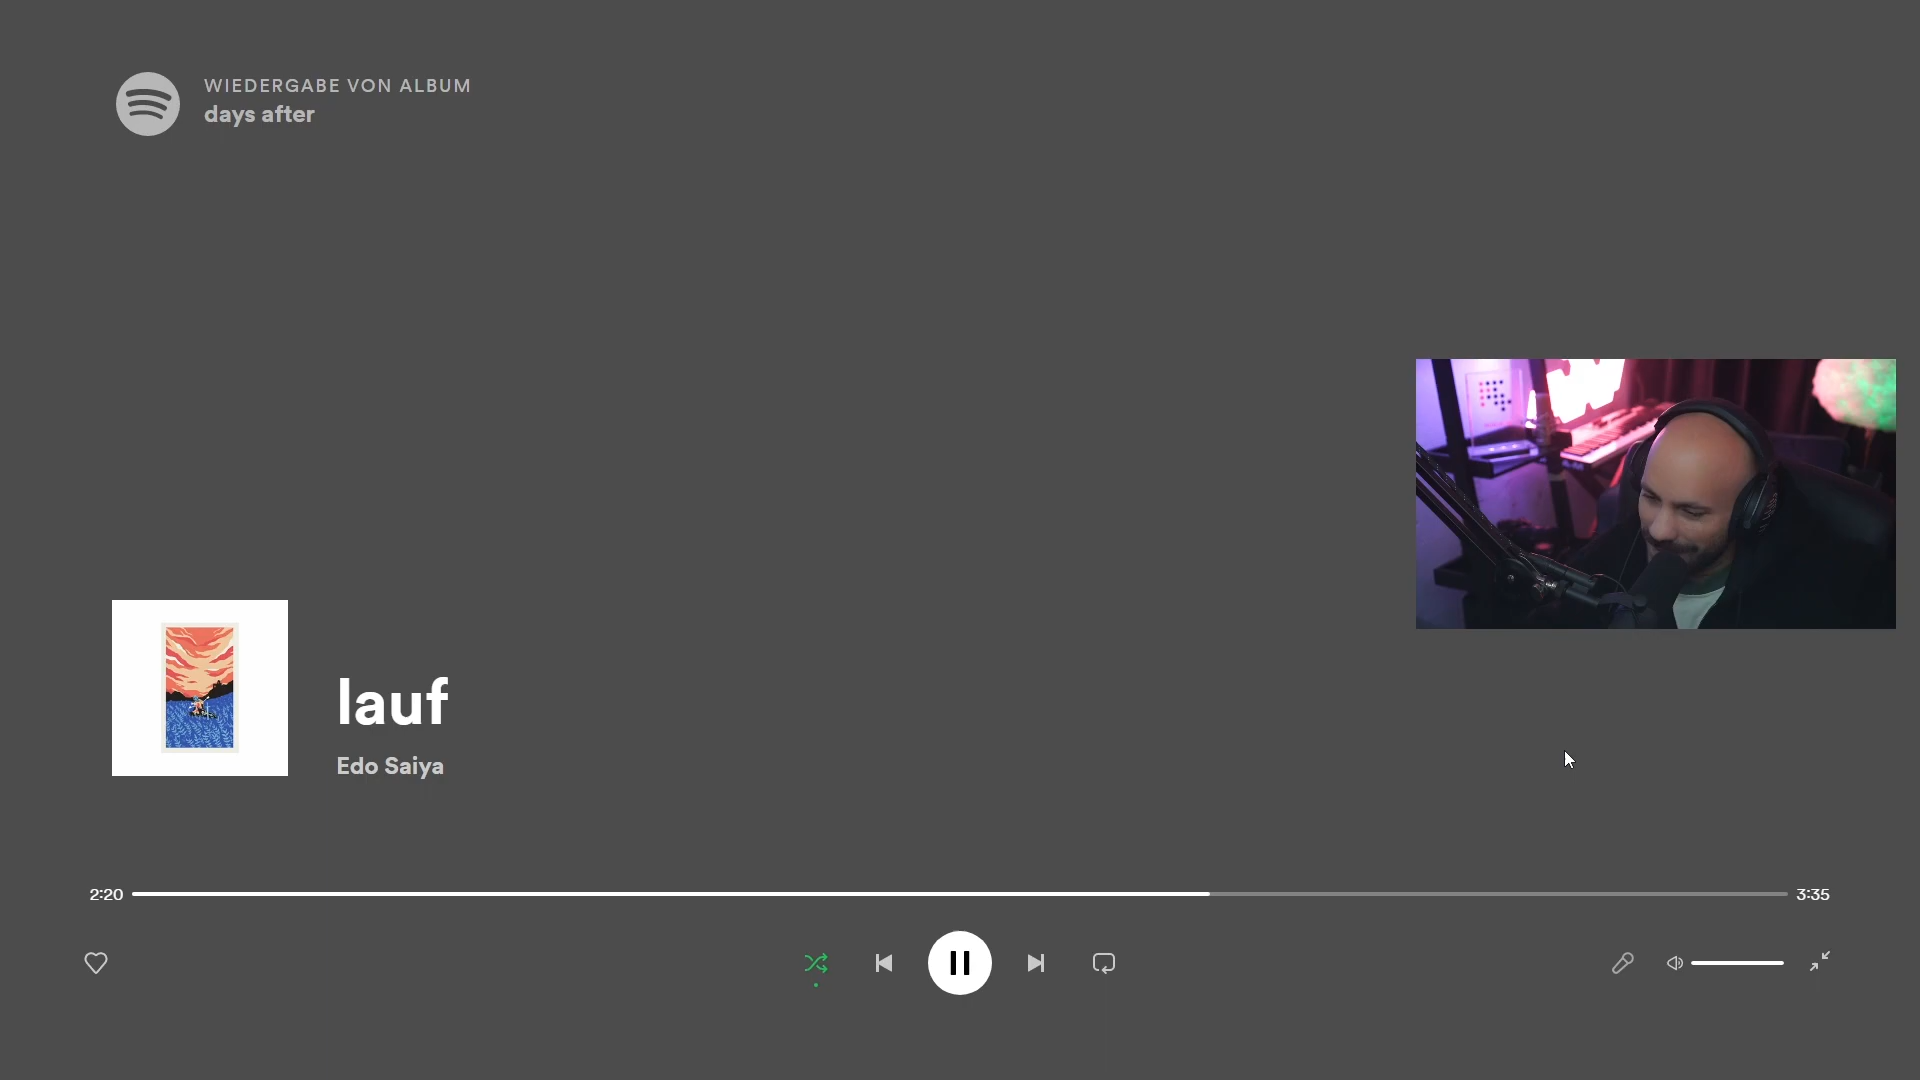 WIEDERGABE VON ALBUM
days after
lauf
Edo Saiya
2:20
3:35